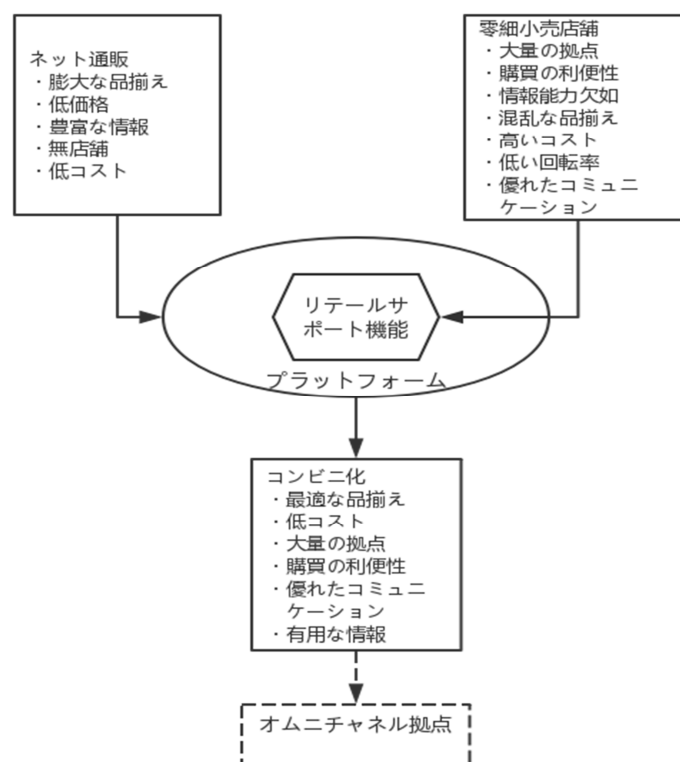 ネット通販
・膨大な品揃え
・低価格
・豊富な情報
・無店舗
・低コスト
零細小売店舗
・大量の拠点
・購買の利便性
・情報能力欠如
・混乱な品揃え
・高いコスト
・低い回転率
・優れたコミュニ
ケーション
リテールサ
ポート機能
プラットフォーム
コンビニ化
・最適な品揃え
・低コスト
・大量の拠点
・購買の利便性
・優れたコミュニ
ケーション
・有用な情報
オムニチャネル拠点